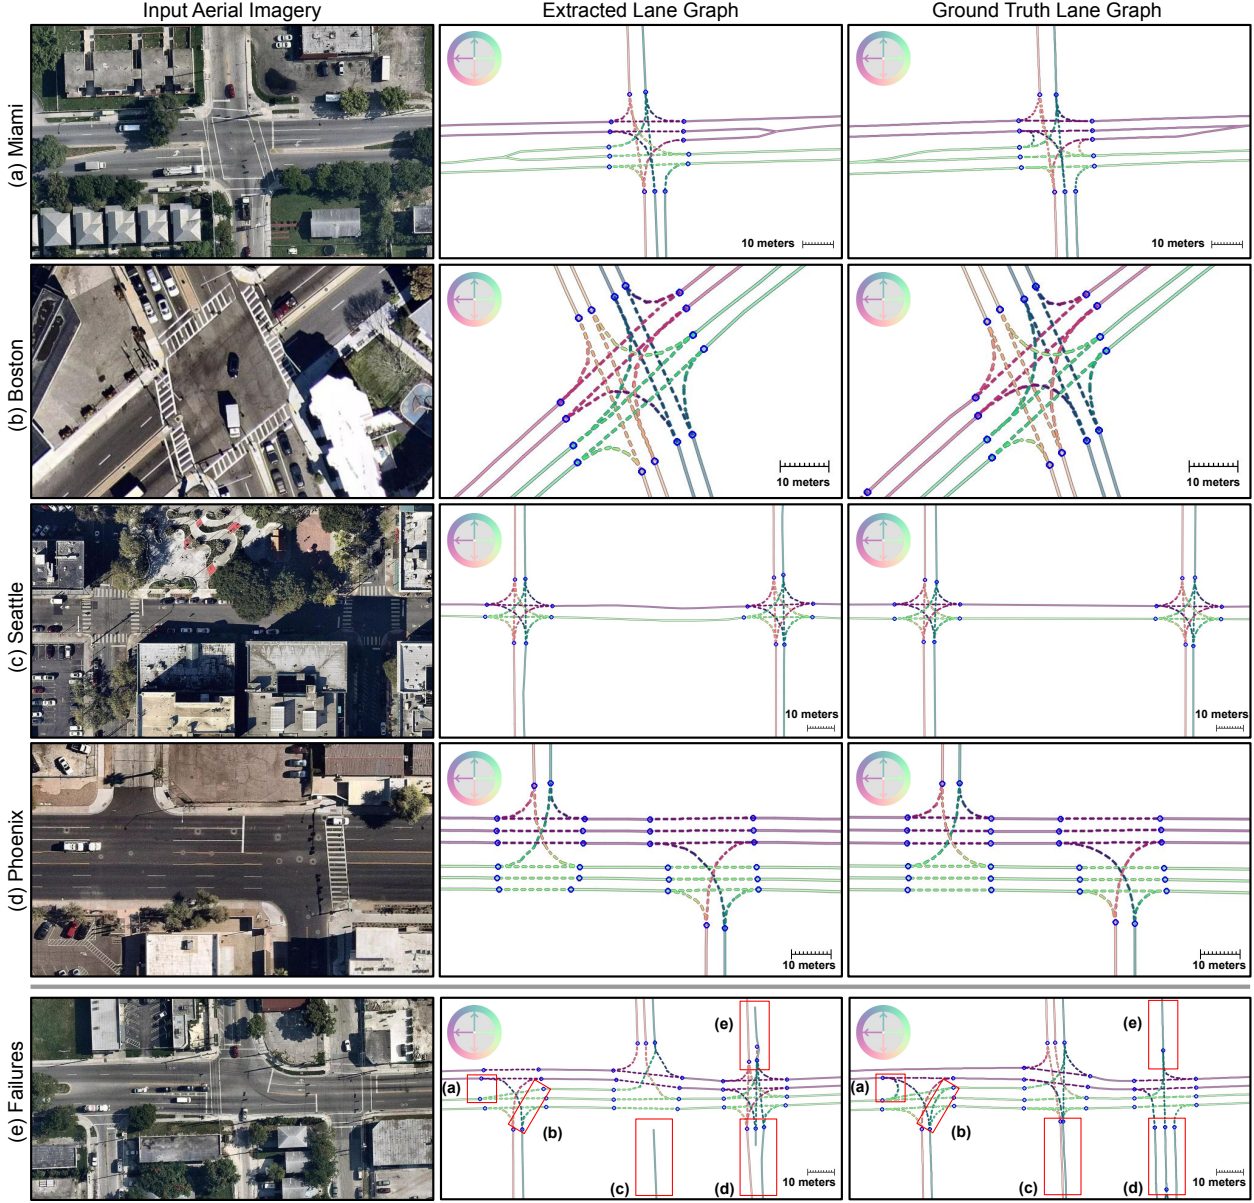 Input Aerial Imagery
Extracted Lane Graph
Ground Truth Lane Graph
(a) Miami
10 meters
10 meters
(b) Boston
10 meters
10 meters
(c) Seattle
10 meters
10 meters
(d) Phoenix
10 meters
10 meters
(e) Failures
(e)
(a)
(b)
(c)
(d)
10 meters
(e)
(a)
(b)
(c)
(d)
10 meters